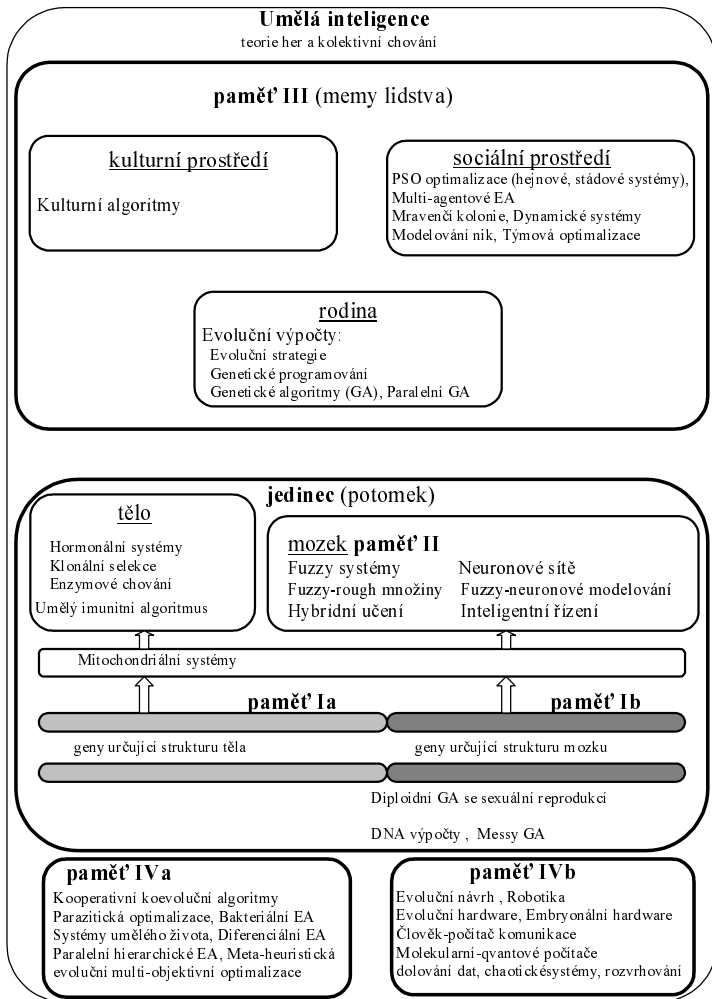 Umělá inteligence
teorie her a kolektivní chování
paměť III (memy lidstva)
kulturní prostředí
Kulturní algoritmy
sociální prostředí
PSO optimalizace (hejnové, stádové systémy),
Multi-agentové EA
Mravenčí kolonie, Dynamické systémy
Modelování nik, Týmová optimalizace
rodina
Evoluční výpočty:
Evoluční strategie
Genetické programování
Genetické algoritmy (GA), Paralelní GA
jedinec (potomek)
tělo
Hormonální systémy
Klonální selekce
Enzymové chování
Umělý imunitní algoritmus
mozek paměť II
Fuzzy systémy Neuronové sítě
Fuzzy-rough množiny Fuzzy-neuronové modelování
Hybridní učení Inteligentní řízení
Mitochondriální systémy
paměť Ia
paměť Ib
geny určující strukturu těla
geny určující strukturu mozku
Diploidní GA se sexuální reprodukcí
DNA výpočty , Messy GA
paměť IVa
Kooperativní koevoluční algoritmy
Parazitická optimalizace, Bakteriální EA
Systémy umělého života, Diferenciální EA
Paralelní hierarchické EA, Meta-heuristická
evoluční multi-objektivní optimalizace
paměť IVb
Evoluční návrh , Robotika
Evoluční hardware, Embryonální hardware
Člověk-počítač komunikace
Molekulární-qvantové počítače
dolování dat, chaotickésystémy, rozvrhování